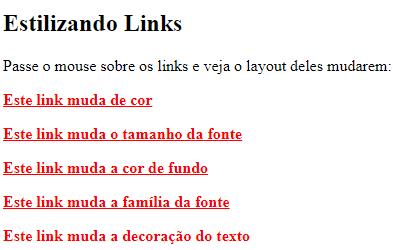 Estilizando Links
Passe o mouse sobre os links e veja o layout deles mudarem:
Este link muda de cor
Este link muda o tamanho da fonte
Este link muda a cor de fundo
Este link muda a família da fonte
Este link muda a decoração do texto